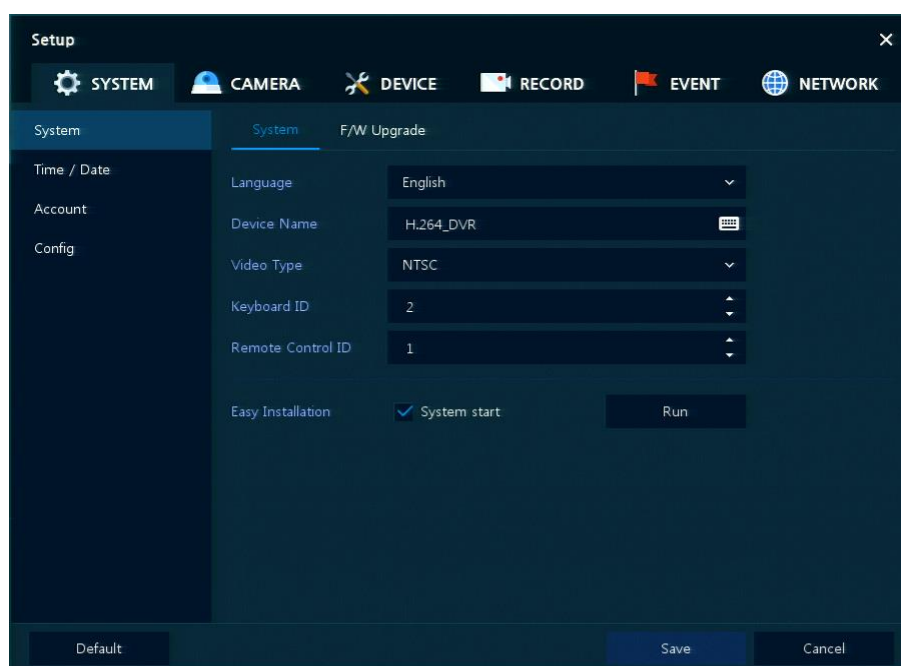 Setup
SYSTEM CAMERA DEVICE RECORD EVENT NETWORK
System
Time / Date
Account
Config
System F/W Upgrade
Language English
Device Name H.264_DVR
Video Type NTSC
Keyboard ID 2
Remote Control ID 1
Easy Installation System start Run
Default Save Cancel